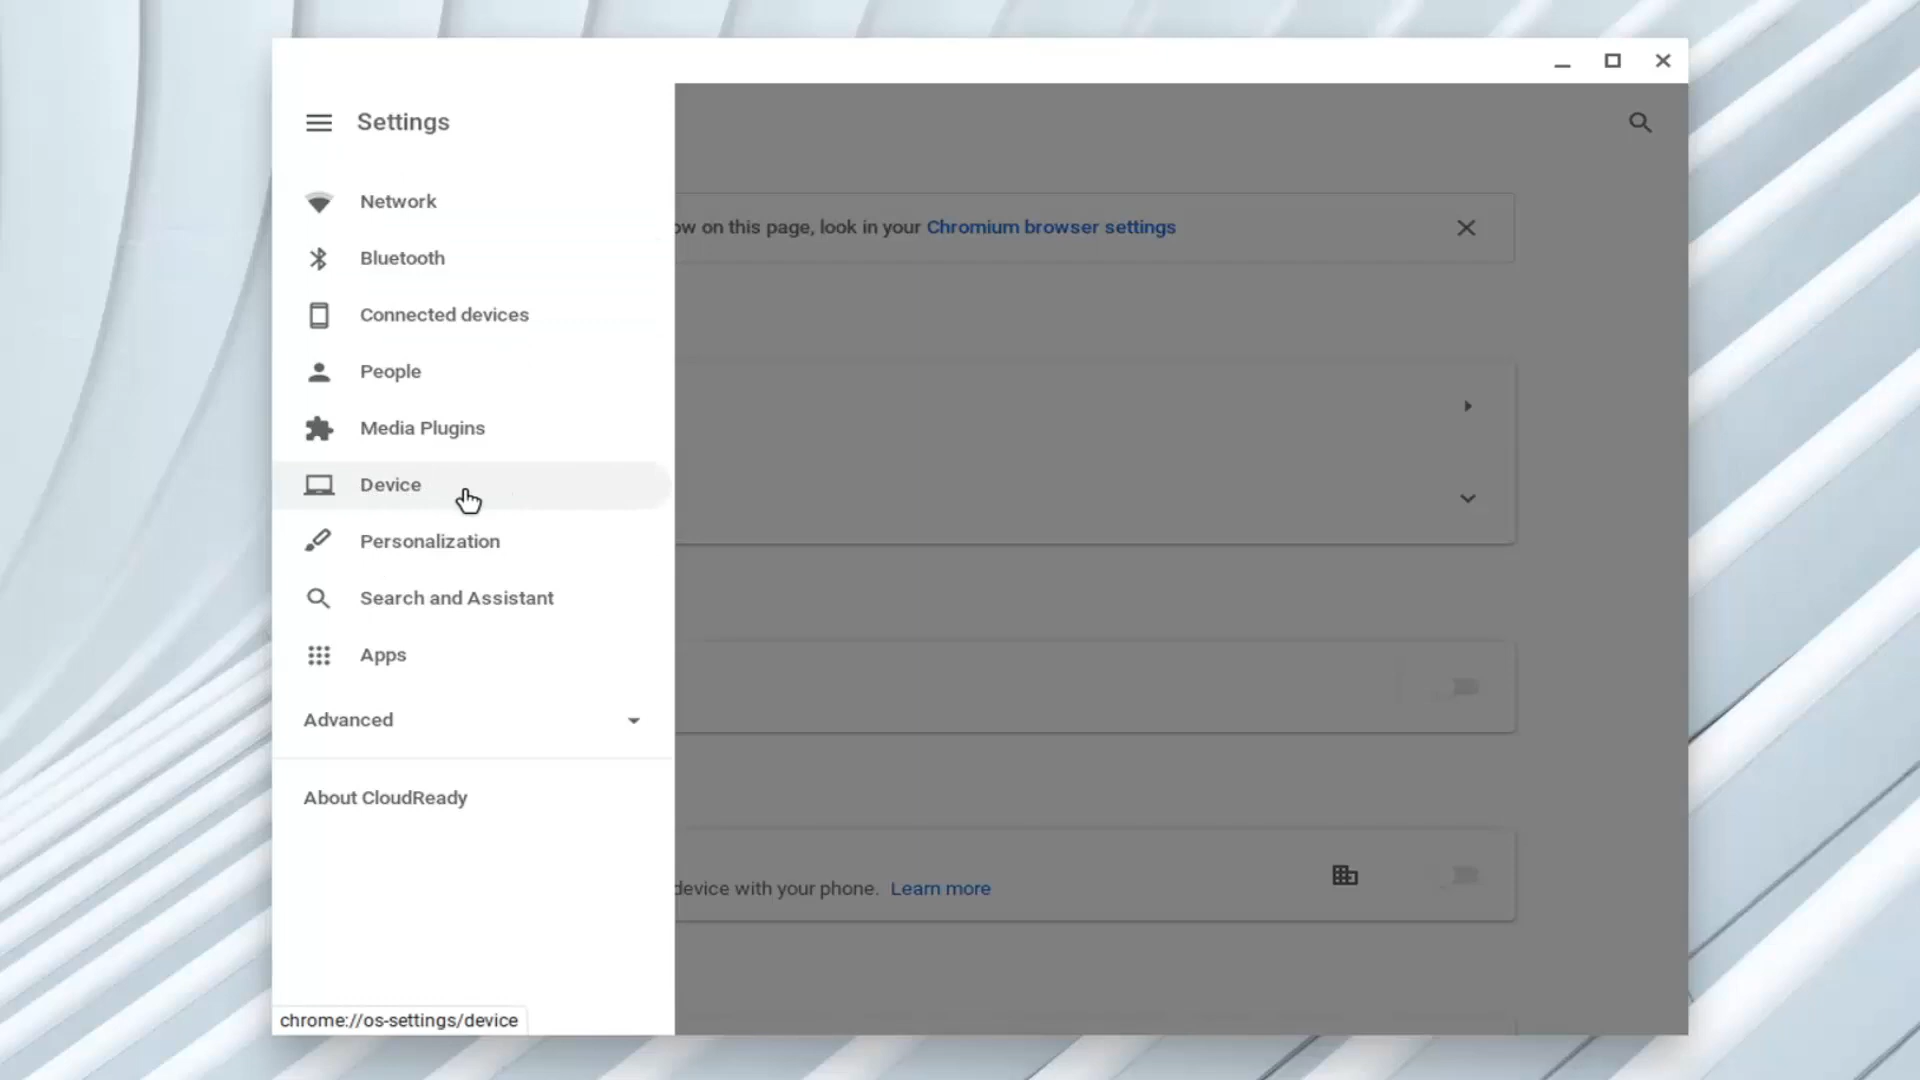 Settings
Network
Bluetooth
Connected devices
People
Media Plugins
Device
Personalization
Search and Assistant
Apps
Advanced
About CloudReady
chrome://os-settings/device
ow on this page, look in your Chromium browser settings
device with your phone. Learn more